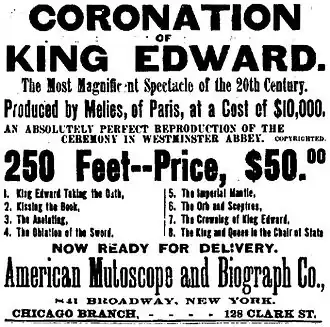 CORONATION
OF
KING EDWARD.
The Most Magnificent Spectacle of the 20th Century.
Produced by Melies, of Paris, at a Cost of $10,000.
AN ABSOLUTELY PERFECT REPRODUCTION OF THE
CEREMONY IN WESTMINSTER ABBEY. COPYRIGHTED.
250 Feet--Price, $50.00
1. King Edward Taking the Oath,
2. Kissing the Book,
3. The Anointing,
4. The Oblation of the Sword,
5. The Imperial Mantle,
6. The Orb and Sceptres,
7. The Crowning of King Edward,
8. The King and Queen in the Chair of State
NOW READY FOR DELIVERY.
American Mutoscope and Biograph Co.,
841 BROADWAY, NEW YORK.
CHICAGO BRANCH, - - - - 128 CLARK ST.